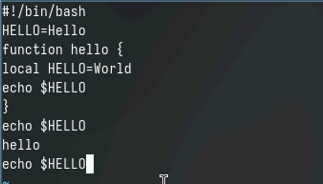 #!/bin/bash
HELLO=Hello
function hello {
local HELLO=World
echo $HELLO
}
echo $HELLO
hello
echo $HELLO
~